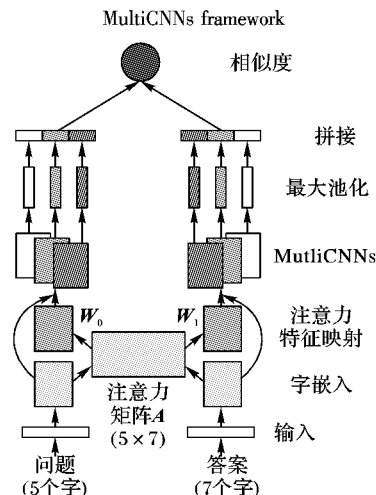 MultiCNNs framework
相似度
拼接
最大池化
MutliCNNs
W₀
W₁
注意力
特征映射
注意力
矩阵A
(5×7)
字嵌入
输入
问题
(5个字)
答案
(7个字)